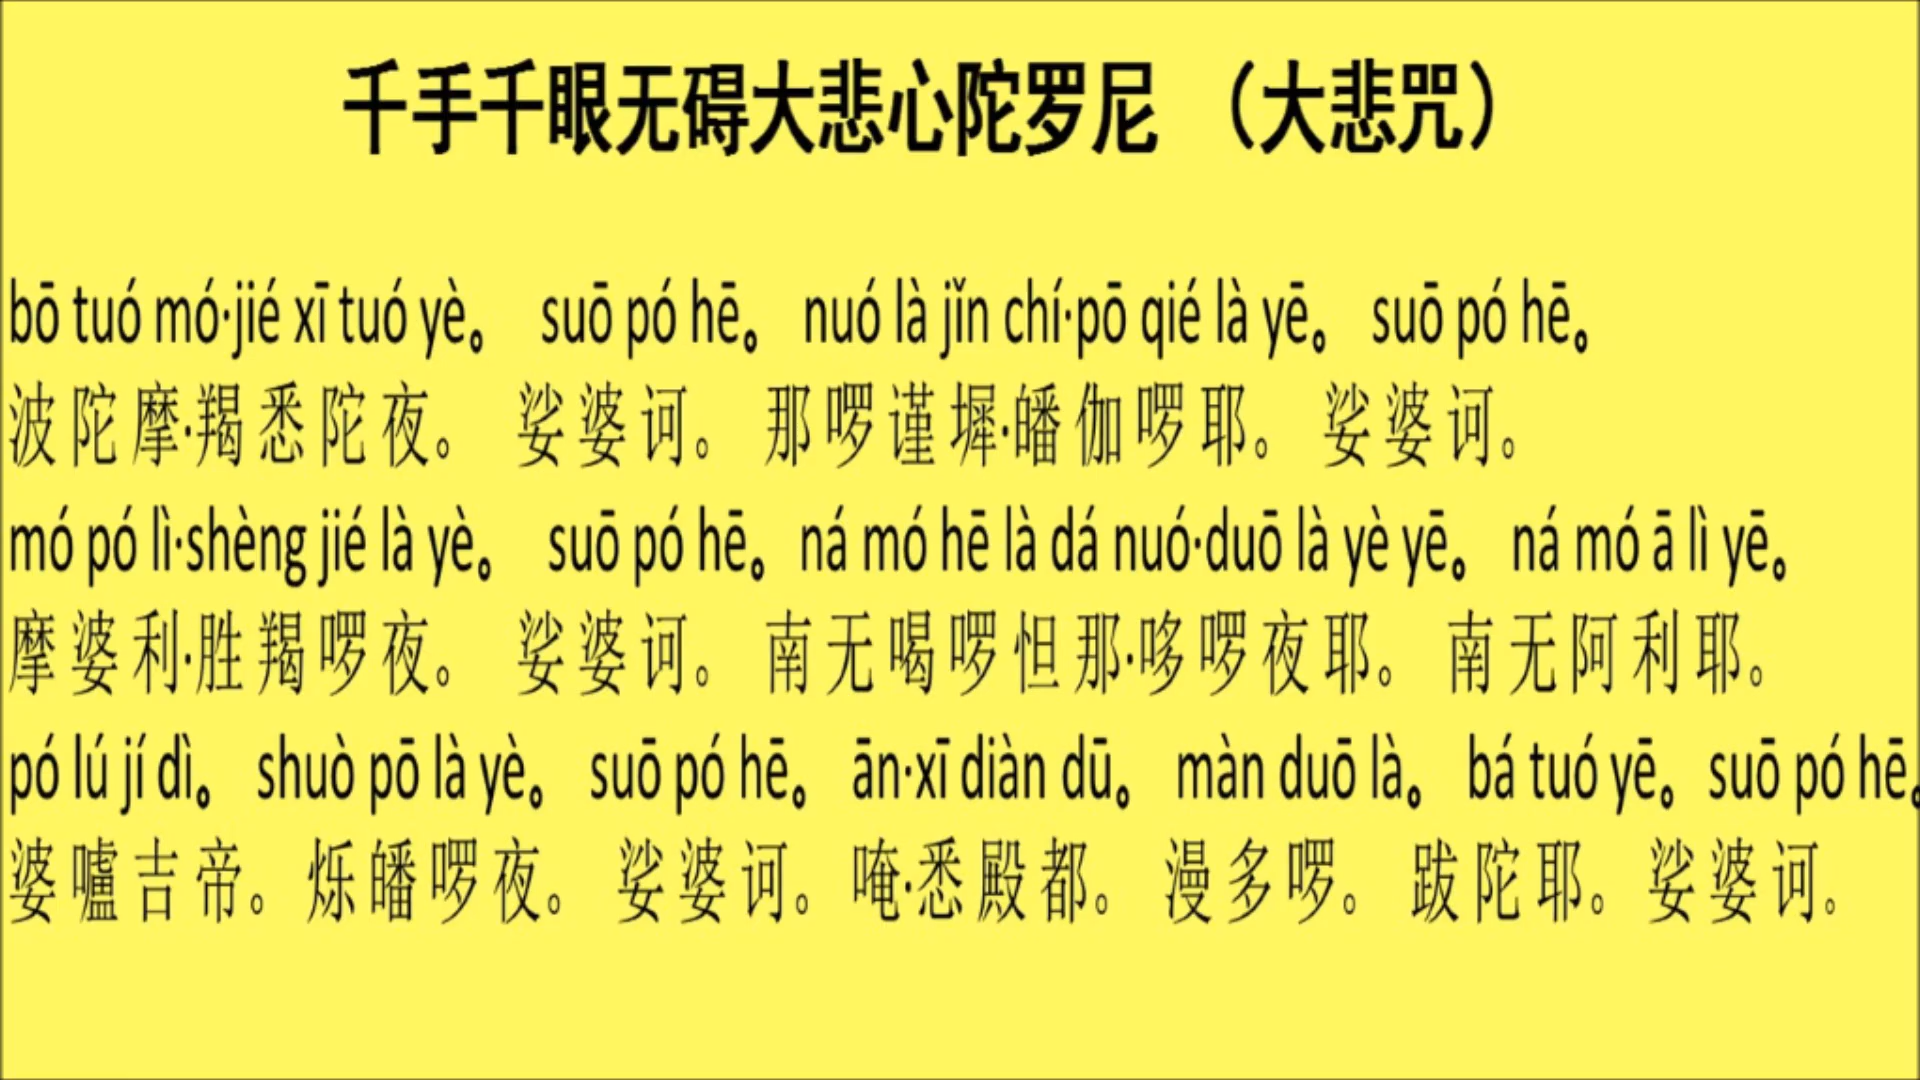 千手千眼无碍大悲心陀罗尼 （大悲咒）
bō tuó mó·jié xī tuó yè。 suō pó hē。 nuó là jǐn chí·pō qié là yē。 suō pó hē。
波陀摩·羯悉陀夜。 娑婆诃。 那啰谨墀·皤伽啰耶。 娑婆诃。
mó pó lì·shèng jié là yè。 suō pó hē。 ná mó hē là dá nuó·duō là yè yē。 ná mó ā lì yē。
摩婆利·胜羯啰夜。 娑婆诃。 南无喝啰怛那·哆啰夜耶。 南无阿利耶。
pó lú jí dì。 shuò pō là yè。 suō pó hē。 ān·xī diàn dū。 màn duō là。 bá tuó yē。 suō pó hē。
婆嚧吉帝。 烁皤啰夜。 娑婆诃。 唵·悉殿都。 漫多啰。 跋陀耶。 娑婆诃。